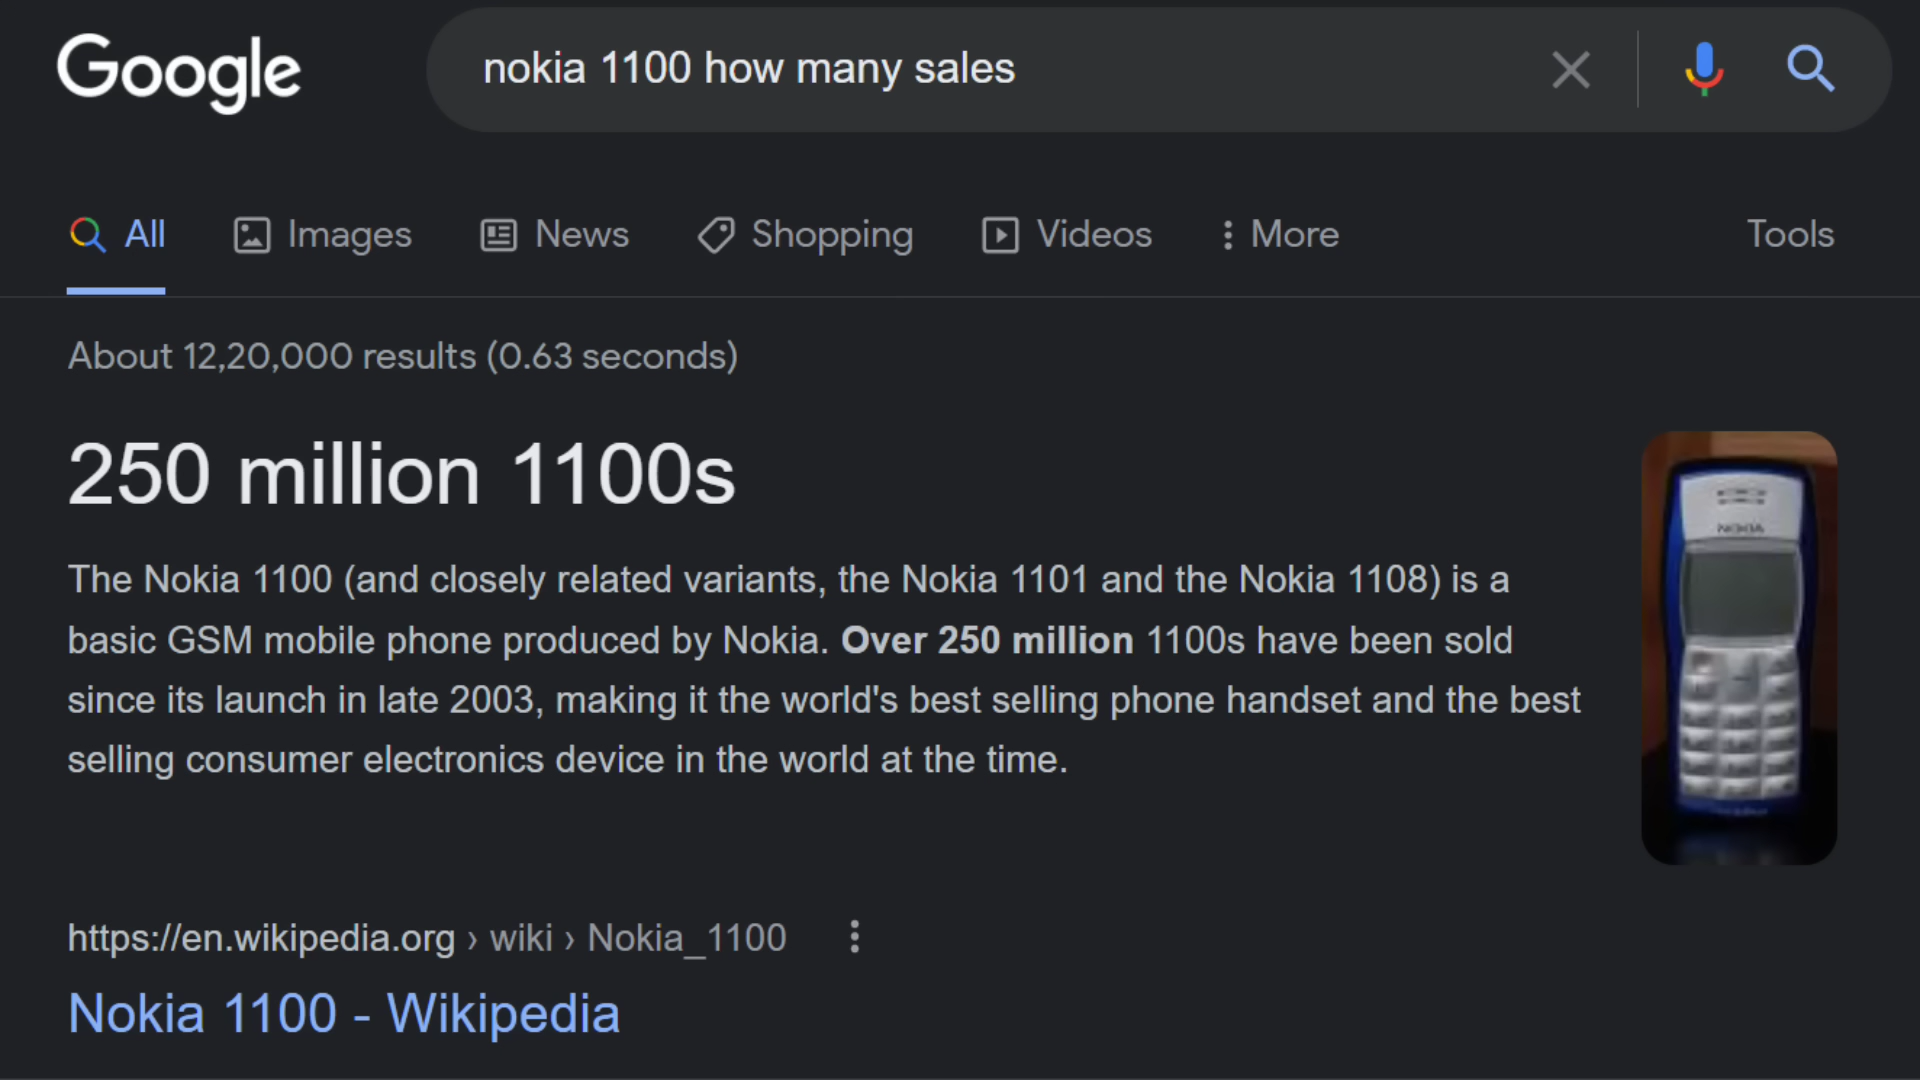 Google
nokia 1100 how many sales
All Images News Shopping Videos More Tools
About 12,20,000 results (0.63 seconds)
250 million 1100s
The Nokia 1100 (and closely related variants, the Nokia 1101 and the Nokia 1108) is a
basic GSM mobile phone produced by Nokia. Over 250 million 1100s have been sold
since its launch in late 2003, making it the world's best selling phone handset and the best
selling consumer electronics device in the world at the time.
NOKIA
https://en.wikipedia.org › wiki › Nokia_1100
Nokia 1100 - Wikipedia